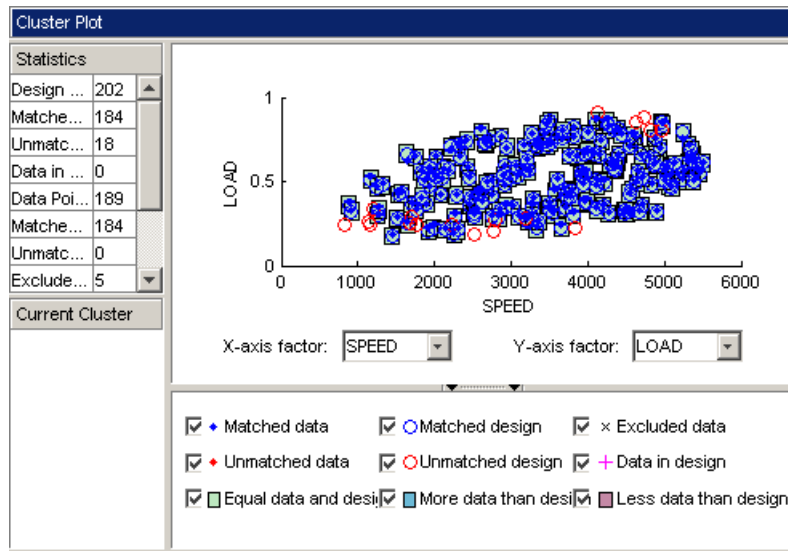 Cluster Plot
Statistics
Design ... 202
Matche... 184
Unmatc... 18
Data in ... 0
Data Poi... 189
Matche... 184
Unmatc... 0
Exclude... 5
Current Cluster
1
0.5
0
LOAD
0 1000 2000 3000 4000 5000 6000
SPEED
X-axis factor: SPEED Y-axis factor: LOAD
Matched data Matched design Excluded data
Unmatched data Unmatched design Data in design
Equal data and desi More data than desi Less data than design